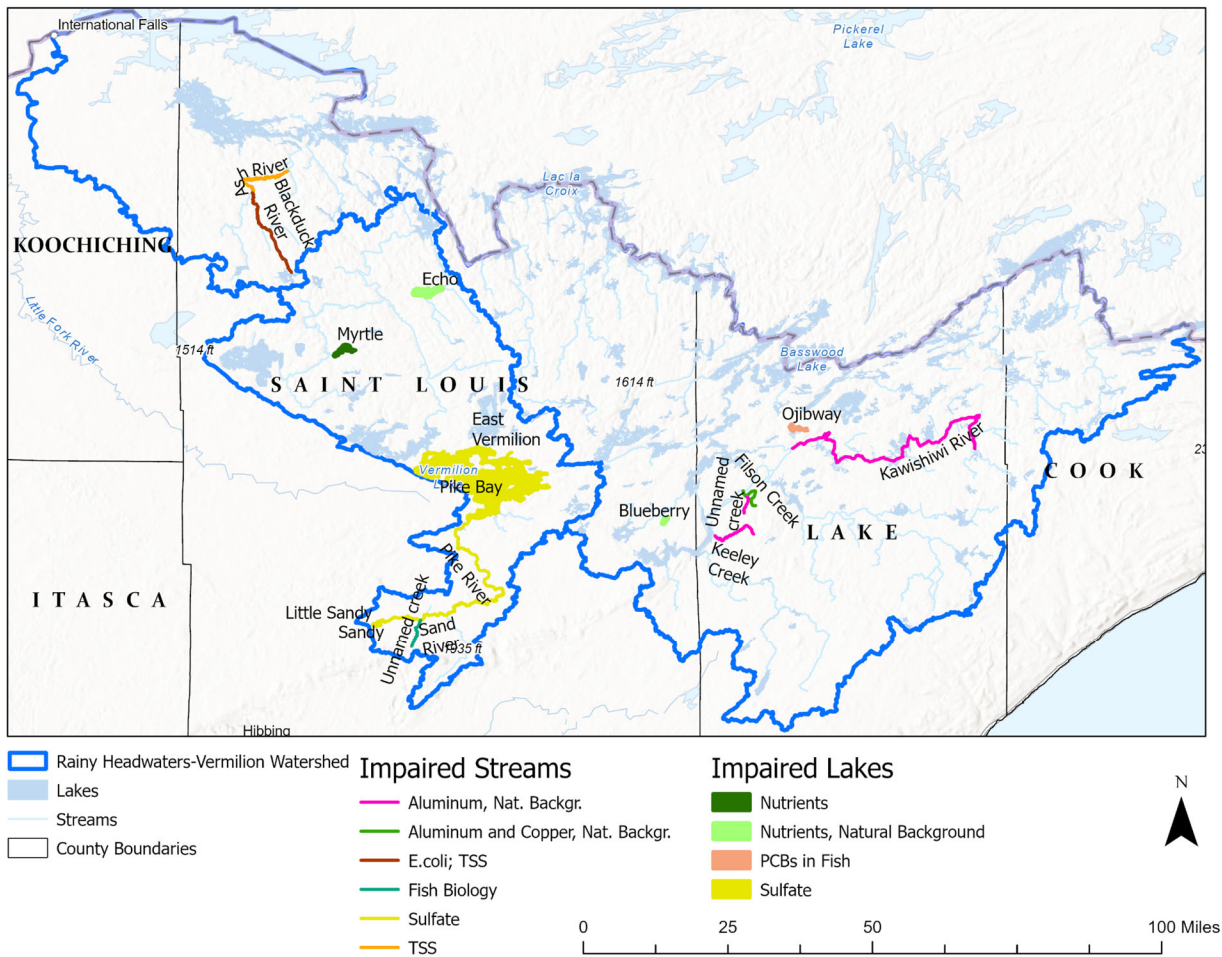 International Falls
Pickerel
Lake
Ash River
Blackduck
River
Lac la
Croix
KOOCHICHING
Echo
Little Fork River
Myrtle
1514 ft
Basswood
Lake
SAINT LOUIS
1614 ft
Ojibway
East
Vermilion
Kawishiwi River
Vermilion
Pike Bay
Filson Creek
Unnamed
creek
COOK
Blueberry
LAKE
Keeley
Creek
Pike River
ITASCA
Little Sandy
Sandy
Unnamed creek
Sand
River
1935 ft
Hibbing
Rainy Headwaters-Vermilion Watershed
Lakes
Streams
County Boundaries
Impaired Streams
Aluminum, Nat. Backgr.
Aluminum and Copper, Nat. Backgr.
E.coli; TSS
Fish Biology
Sulfate
TSS
Impaired Lakes
Nutrients
Nutrients, Natural Background
PCBs in Fish
Sulfate
N
0 25 50 100 Miles